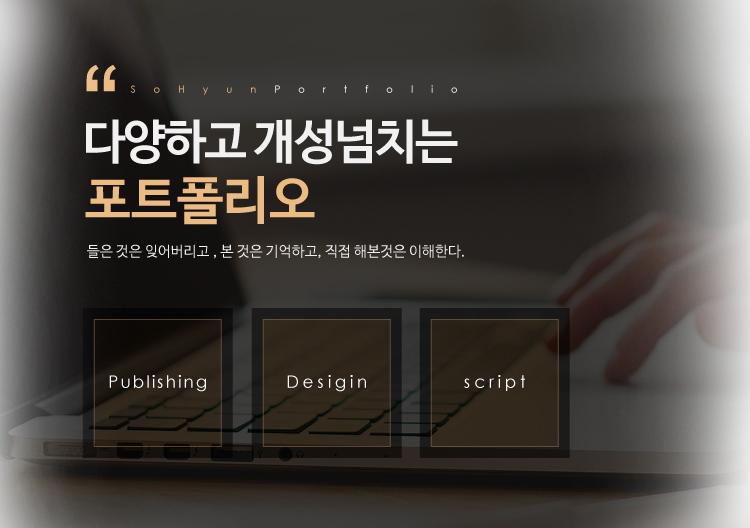 “ SoHyunPortfolio
다양하고 개성넘치는
포트폴리오
들은 것은 잊어버리고 , 본 것은 기억하고, 직접 해본것은 이해한다.
Publishing
Desigin
script